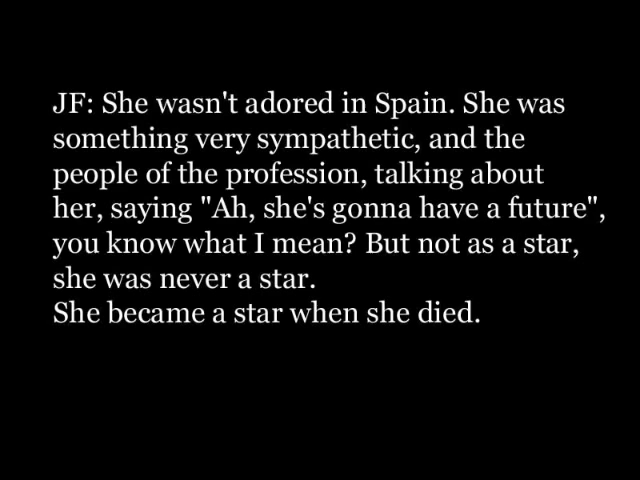 JF: She wasn't adored in Spain. She was
something very sympathetic, and the
people of the profession, talking about
her, saying "Ah, she's gonna have a future",
you know what I mean? But not as a star,
she was never a star.
She became a star when she died.